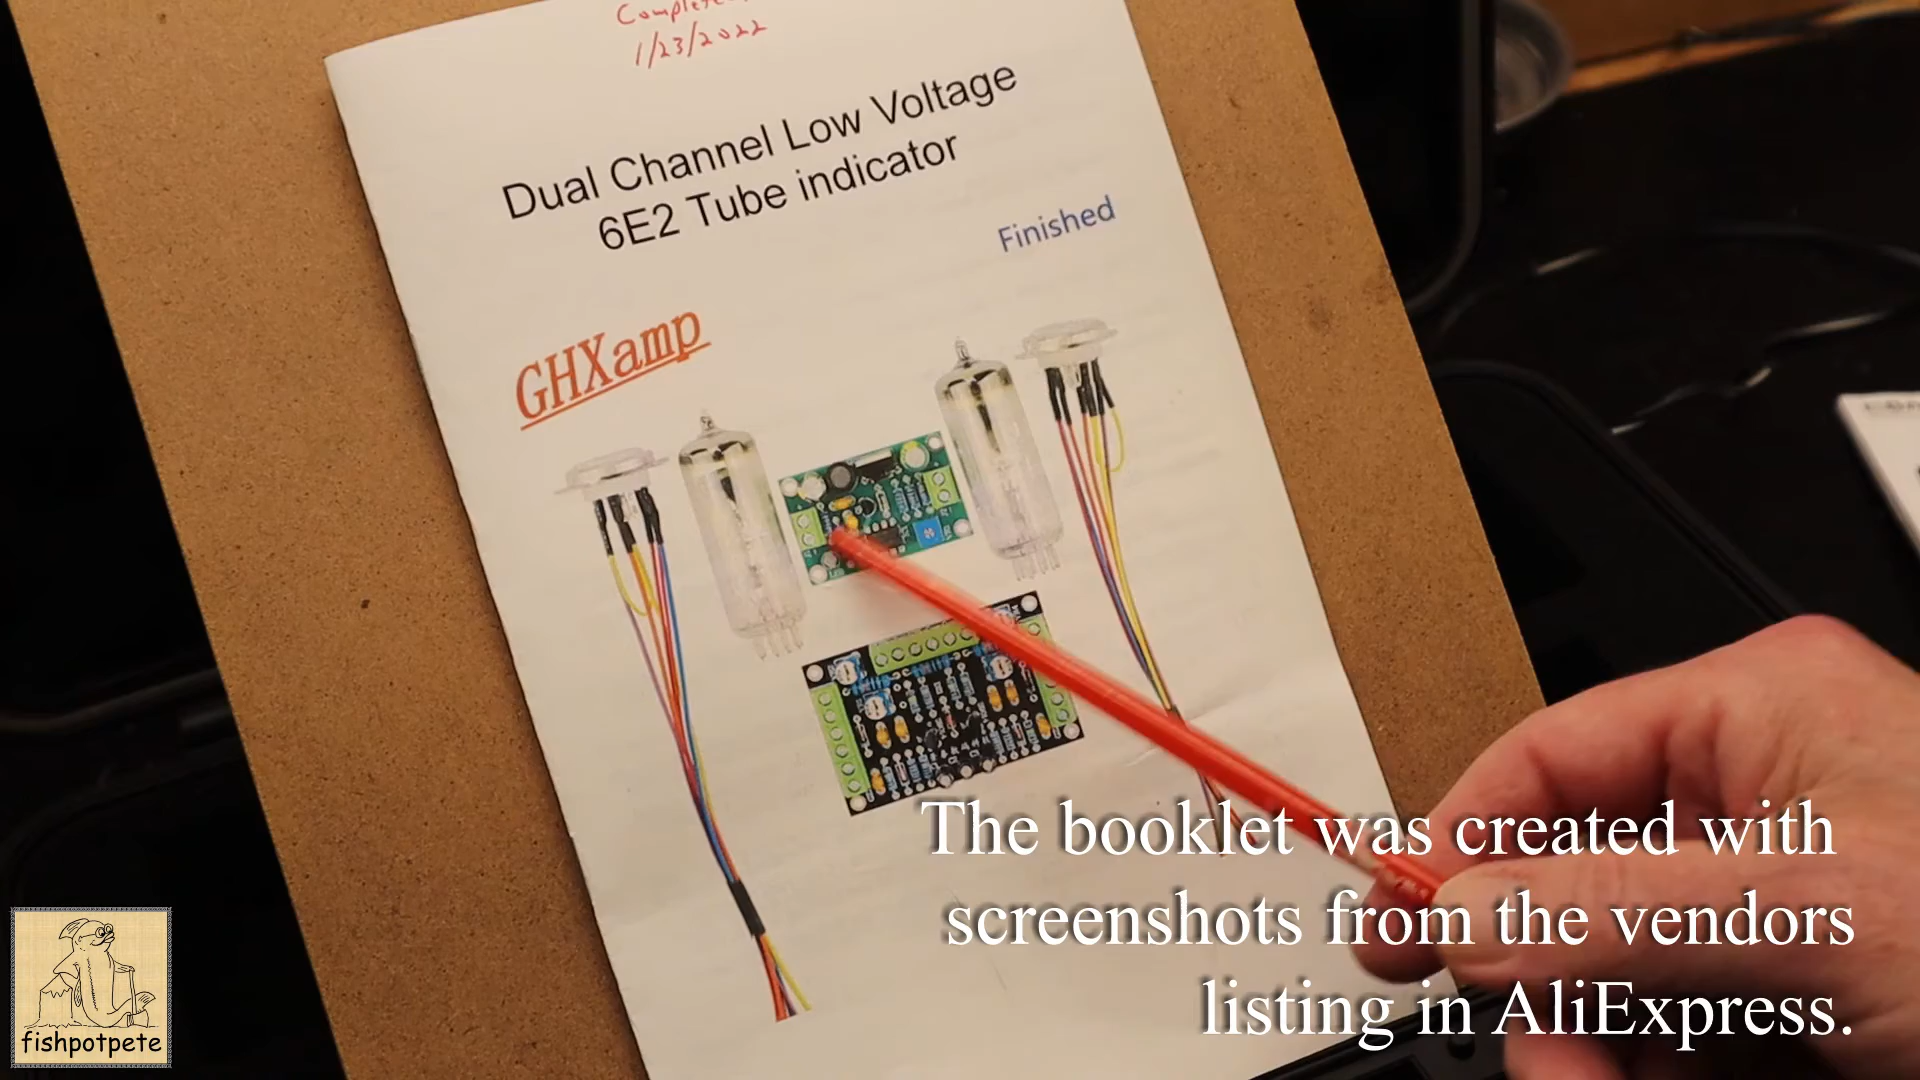 1/23/2022
Dual Channel Low Voltage
6E2 Tube indicator
Finished
GHXamp
The booklet was created with
screenshots from the vendors
listing in AliExpress.
fishpotpete